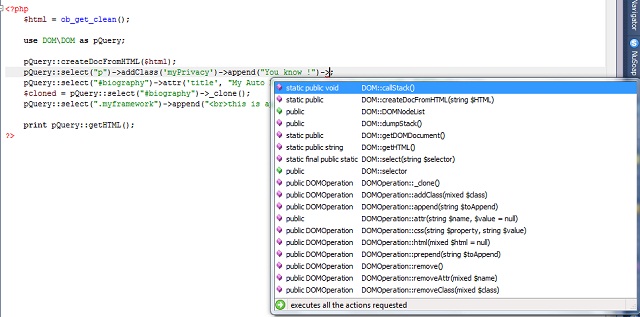 <?php
$html = ob_get_clean();
use DOM\DOM as pQuery;
pQuery::createDocFromHTML($html);
pQuery::select("p")->addClass('myPrivacy')->append("You know !")->;
pQuery::select("#biography")->attr('title', "My Auto
$cloned = pQuery::select("#biography")->_clone();
pQuery::select(".myframework")->append("<br>this is a
print pQuery::getHTML();
?>
static public void DOM::callStack()
static public DOM::createDocFromHTML(string $HTML)
public DOM::DOMNodeList
public DOM::dumpStack()
static public DOM::getDOMDocument()
static public string DOM::getHTML()
static final public static DOM::select(string $selector)
public DOM::selector
public DOMOperation DOMOperation::_clone()
public DOMOperation DOMOperation::addClass(mixed $class)
public DOMOperation DOMOperation::append(string $toAppend)
public DOMOperation::attr(string $name, $value = null)
public DOMOperation DOMOperation::css(string $property, string $value)
public DOMOperation DOMOperation::html(mixed $html = null)
public DOMOperation DOMOperation::prepend(string $toAppend)
public DOMOperation DOMOperation::remove()
public DOMOperation DOMOperation::removeAttr(mixed $name)
public DOMOperation DOMOperation::removeClass(mixed $class)
executes all the actions requested
Navigator
NuSoap